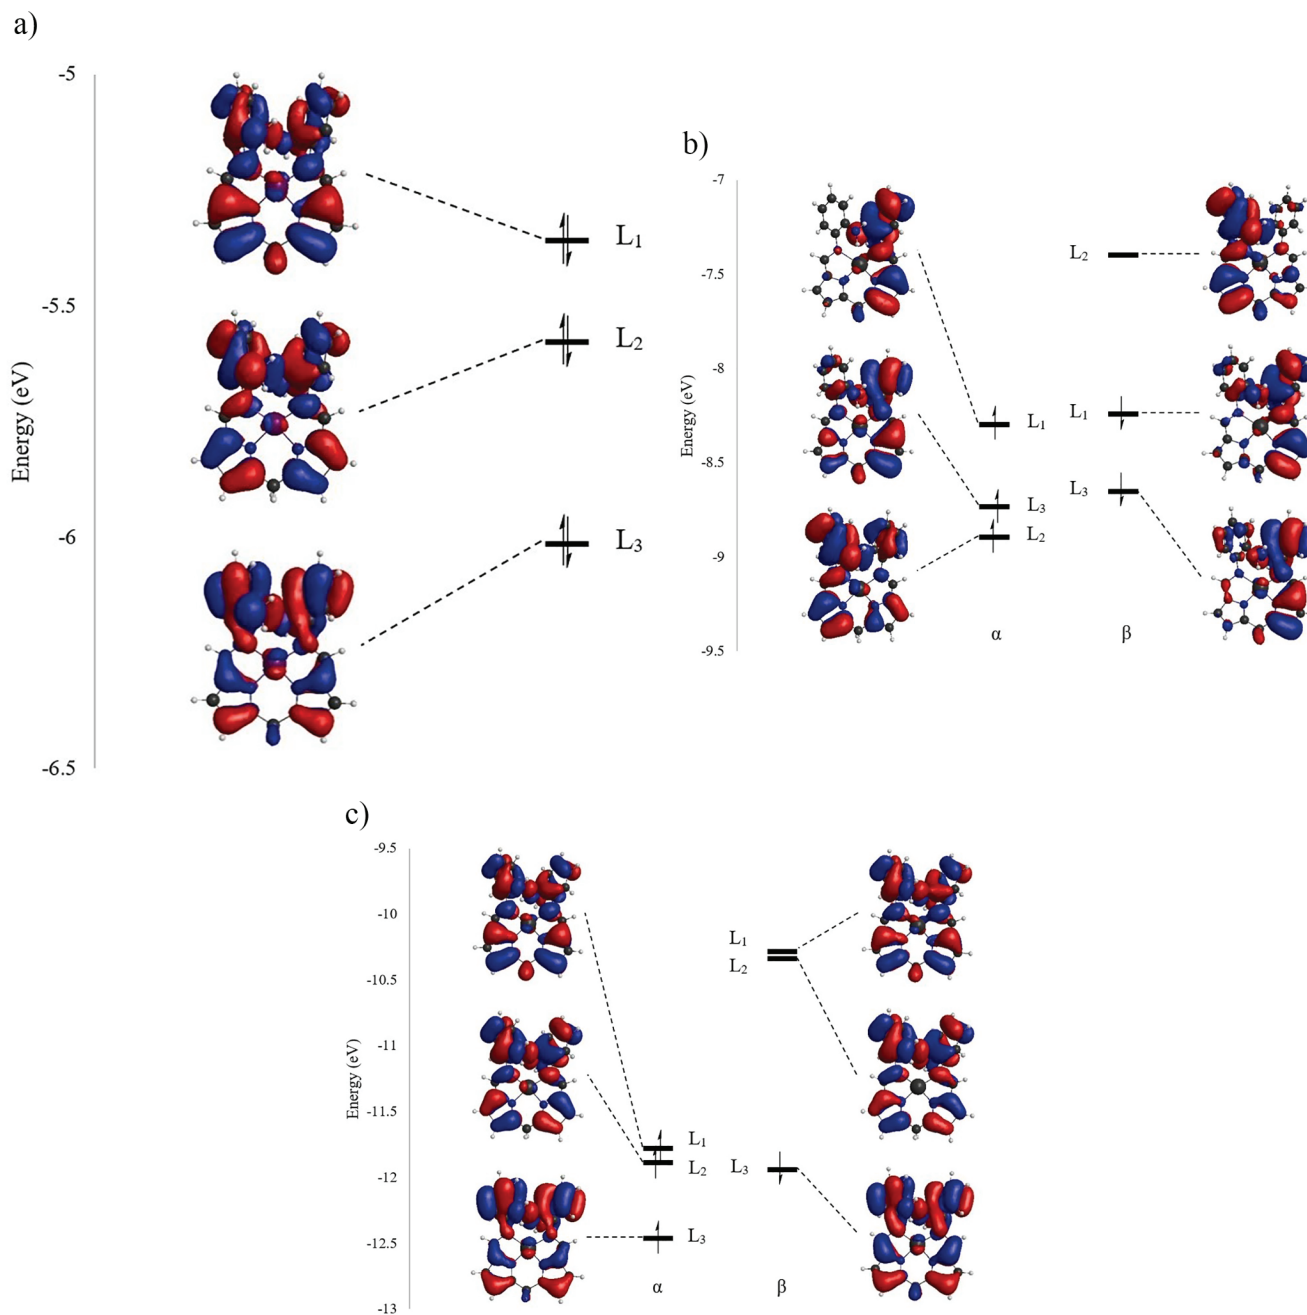 a)
-5
-5.5
-6
-6.5
Energy (eV)
L1
L2
L3
b)
-7
-7.5
-8
-8.5
-9
-9.5
Energy (eV)
L1
L3
L2
α
L2
L1
L3
β
c)
-9.5
-10
-10.5
-11
-11.5
-12
-12.5
-13
Energy (eV)
L1
L2
L3
α
L1
L2
L3
β